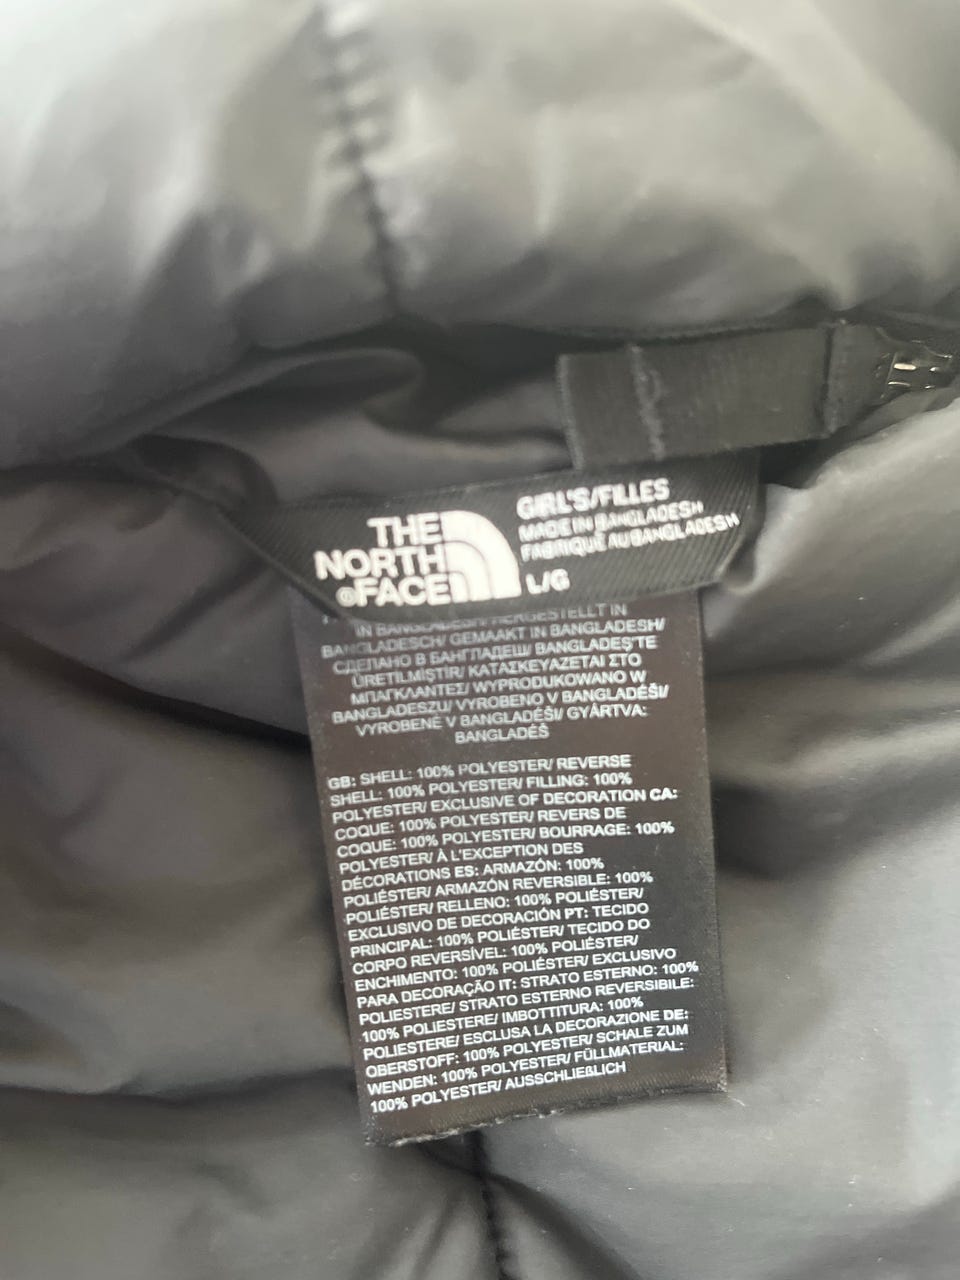 THE
NORTH
®FACE
GIRL'S/FILLES
MADE IN BANGLADESH
FABRIQUÉ AU BANGLADESH
L/G
IN BANGLADESH/ HERGESTELLT IN
BANGLADESCH/ GEMAAKT IN BANGLADESH/
СДЕЛАНО В БАНГЛАДЕШ/ BANGLADEŞ'TE
ÜRETILMIŞTIR/ ΚΑΤΑΣΚΕΥΑΖΕΤΑΙ ΣΤΟ
ΜΠΑΓΚΛΑΝΤΕΣ/ WYPRODUKOWANO W
BANGLADESZU/ VYROBENO V BANGLADÉŠI/
VYROBENÉ V BANGLADÉŠI/ GYÁRTVA:
BANGLADÉS
GB: SHELL: 100% POLYESTER/ REVERSE
SHELL: 100% POLYESTER/ FILLING: 100%
POLYESTER/ EXCLUSIVE OF DECORATION CA:
COQUE: 100% POLYESTER/ REVERS DE
COQUE: 100% POLYESTER/ BOURRAGE: 100%
POLYESTER/ À L'EXCEPTION DES
DÉCORATIONS ES: ARMAZÓN: 100%
POLIÉSTER/ ARMAZÓN REVERSIBLE: 100%
POLIÉSTER/ RELLENO: 100% POLIÉSTER/
EXCLUSIVO DE DECORACIÓN PT: TECIDO
PRINCIPAL: 100% POLIÉSTER/ TECIDO DO
CORPO REVERSÍVEL: 100% POLIÉSTER/
ENCHIMENTO: 100% POLIÉSTER/ EXCLUSIVO
PARA DECORAÇÃO IT: STRATO ESTERNO: 100%
POLIESTERE/ STRATO ESTERNO REVERSIBILE:
100% POLIESTERE/ IMBOTTITURA: 100%
POLIESTERE/ ESCLUSA LA DECORAZIONE DE:
OBERSTOFF: 100% POLYESTER/ SCHALE ZUM
WENDEN: 100% POLYESTER/ FÜLLMATERIAL:
100% POLYESTER/ AUSSCHLIEßLICH